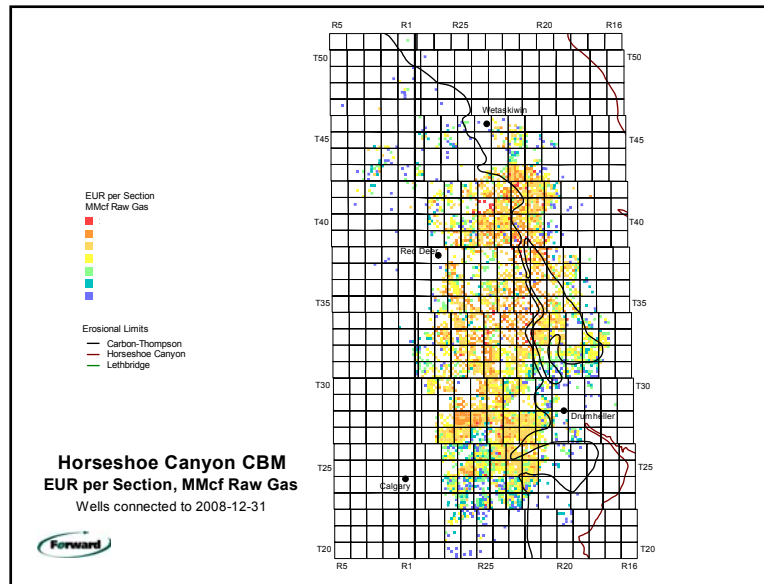 R5 R1 R25 R20 R16
T50 T50
Wetaskiwin
T45 T45
EUR per Section
MMcf Raw Gas
T40 T40
Red Deer
T35 T35
Erosional Limits
Carbon-Thompson
Horseshoe Canyon
Lethbridge
T30 T30
Drumheller
Horseshoe Canyon CBM
EUR per Section, MMcf Raw Gas
Wells connected to 2008-12-31
T25 T25
Calgary
Forward
T20 T20
R5 R1 R25 R20 R16